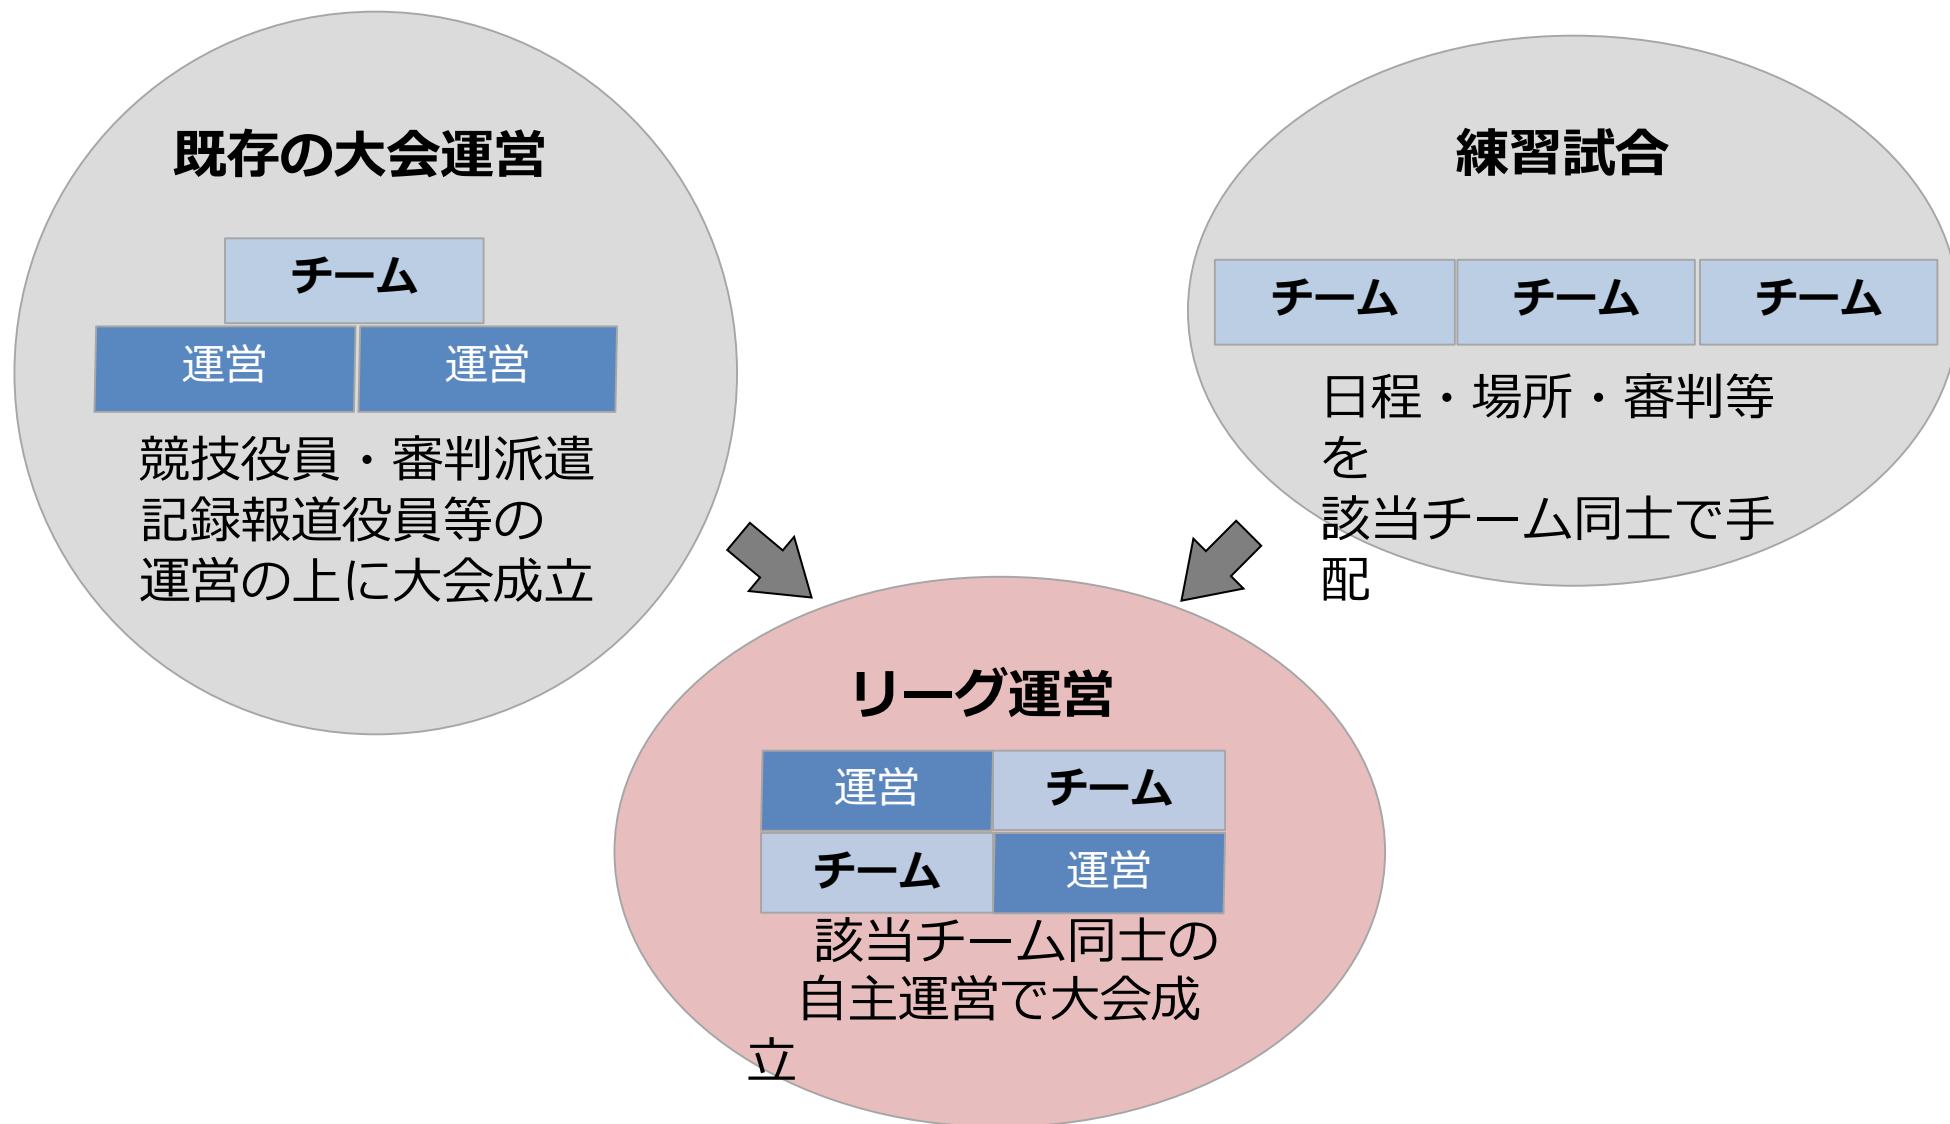 既存の大会運営
チーム
運営 運営
競技役員・審判派遣
記録報道役員等の
運営の上に大会成立
練習試合
チーム チーム チーム
日程・場所・審判等
を
該当チーム同士で手
配
リーグ運営
運営 チーム
チーム 運営
該当チーム同士の
自主運営で大会成
立